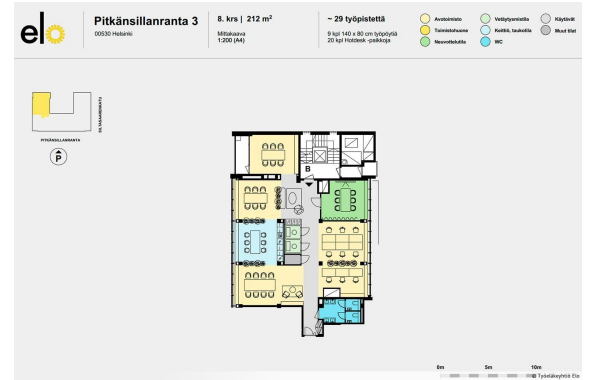 elo
Pitkänsillanranta 3
00530 Helsinki
8. krs | 212 m²
Mittakaava
1:200 (A4)
~ 29 työpistettä
9 kpl 140 x 80 cm työpöytiä
20 kpl Hotdesk -paikkoja
Avotoimisto
Toimistohuone
Neuvottelutila
Vetäytymistila
Keittiö, taukotila
WC
Käytävät
Muut tilat
SILTASAARENKATU
PITKÄNSILLANRANTA
P
B
0m
5m
10m
© Työeläkeyhtiö Elo